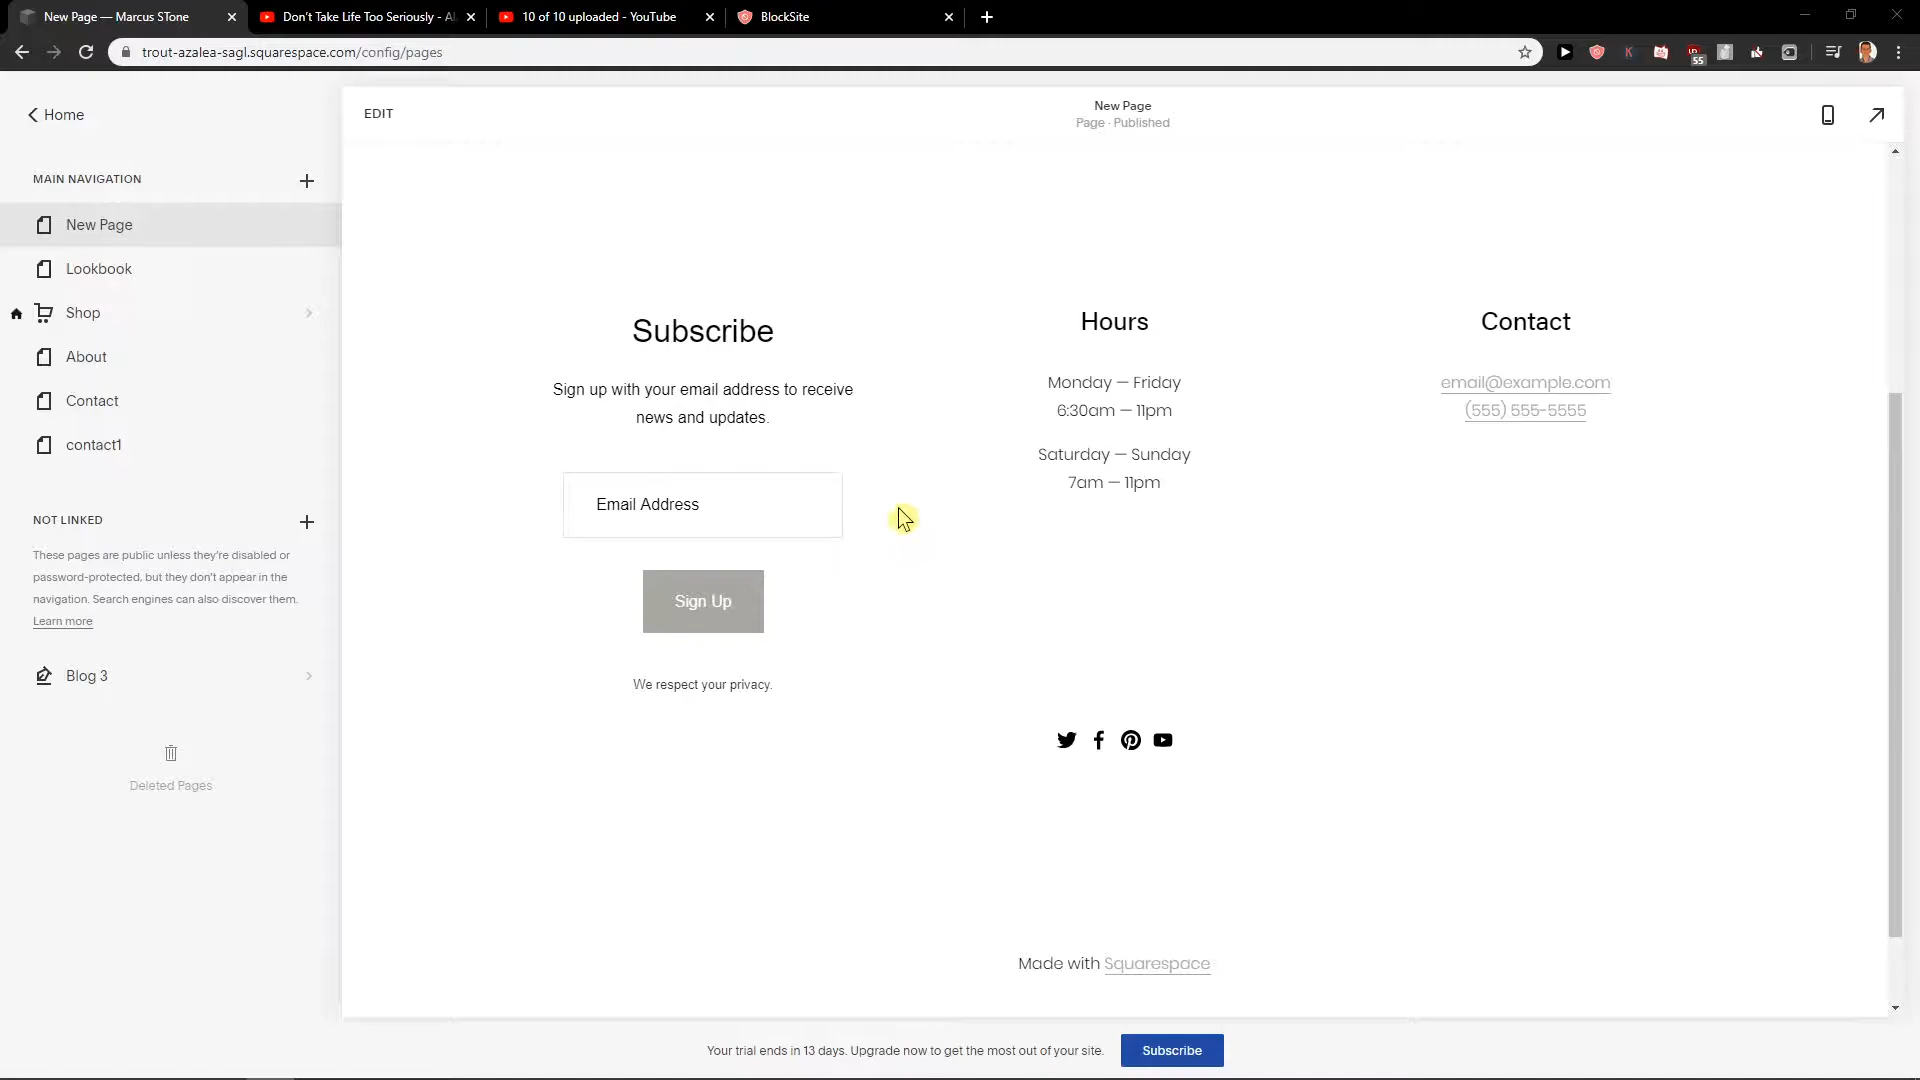 New Page — Marcus STone
Don't Take Life Too Seriously - Al
10 of 10 uploaded - YouTube
BlockSite
trout-azalea-sagl.squarespace.com/config/pages
55
Home
EDIT
New Page
Page · Published
MAIN NAVIGATION
New Page
Lookbook
Shop
About
Contact
contact1
NOT LINKED
These pages are public unless they're disabled or
password-protected, but they don't appear in the
navigation. Search engines can also discover them.
Learn more
Blog 3
Deleted Pages
Subscribe
Sign up with your email address to receive
news and updates.
Email Address
Sign Up
We respect your privacy.
Hours
Monday — Friday
6:30am — 11pm
Saturday — Sunday
7am — 11pm
Contact
email@example.com
(555) 555-5555
Made with Squarespace
Your trial ends in 13 days. Upgrade now to get the most out of your site.
Subscribe